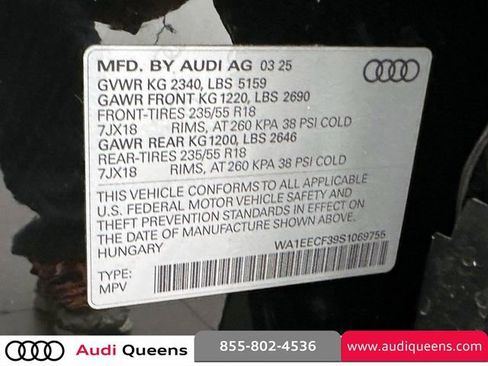 MFD. BY AUDI AG 03 25
GVWR KG 2340, LBS 5159
GAWR FRONT KG 1220, LBS 2690
FRONT-TIRES 235/55 R18
7JX18 RIMS, AT 260 KPA 38 PSI COLD
GAWR REAR KG 1200, LBS 2646
REAR-TIRES 235/55 R18
7JX18 RIMS, AT 260 KPA 38 PSI COLD
THIS VEHICLE CONFORMS TO ALL APPLICABLE
U.S. FEDERAL MOTOR VEHICLE SAFETY AND
THEFT PREVENTION STANDARDS IN EFFECT ON
THE DATE OF MANUFACTURE SHOWN ABOVE.
HUNGARY
WA1EECF39S1069755
TYPE:
MPV
Audi Queens
855-802-4536
www.audiqueens.com